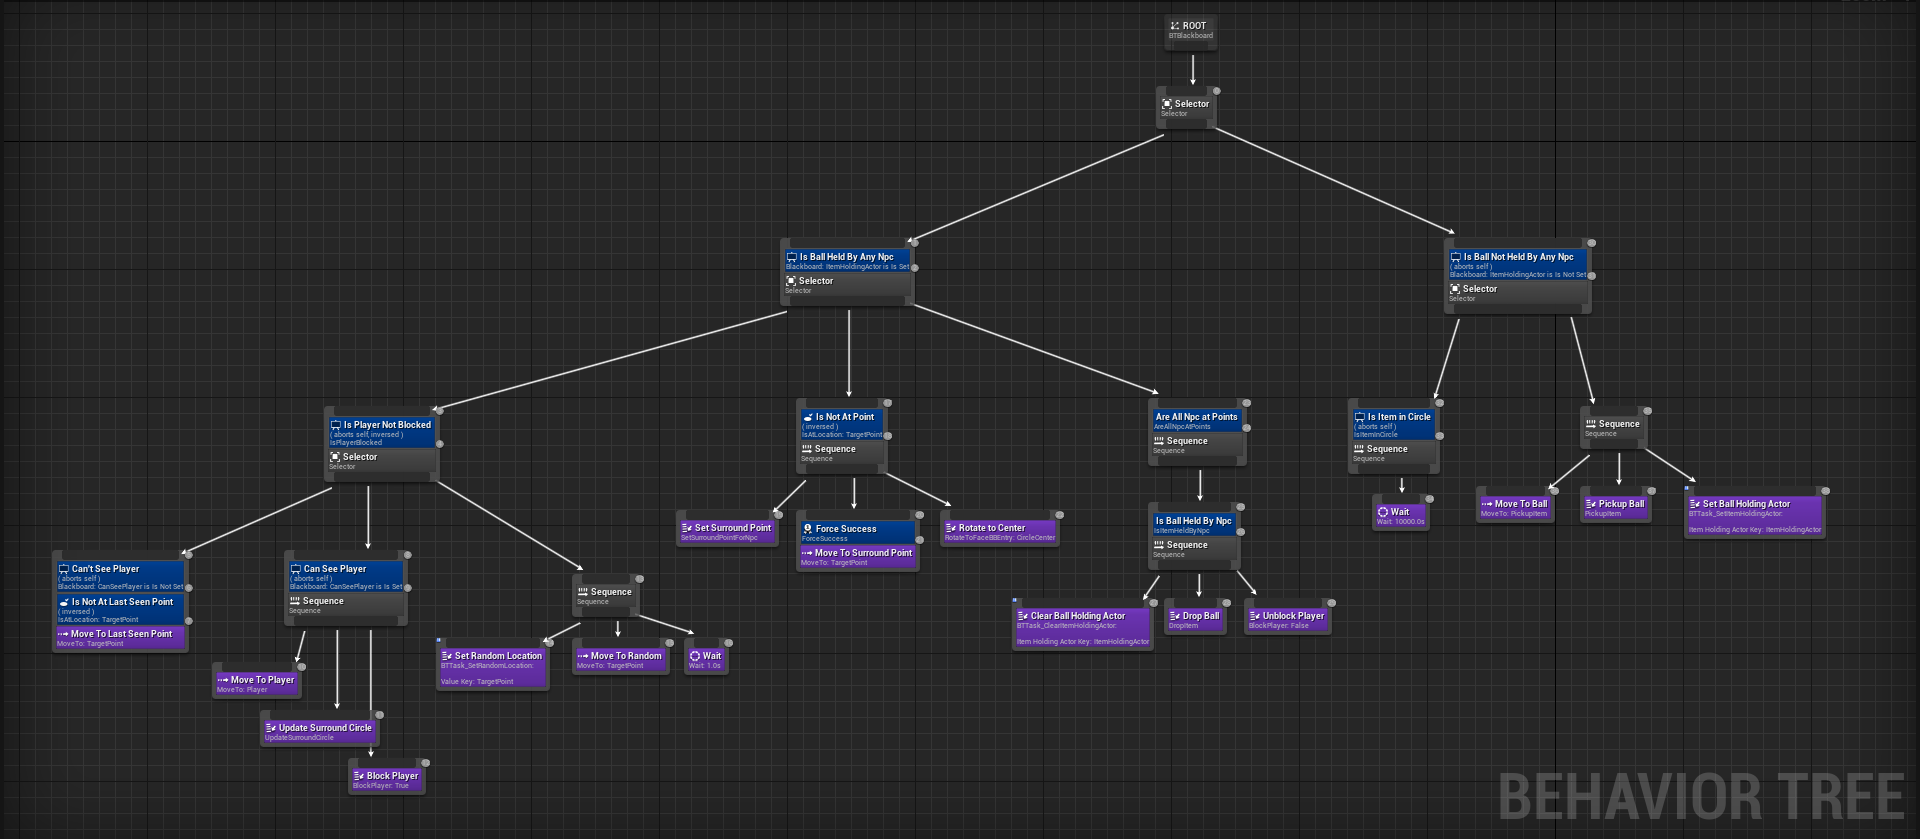 ROOT
BTBlackboard
Selector
Selector
Is Ball Held By Any Npc
Blackboard: ItemHoldingActor is Is Set
Selector
Selector
Is Ball Not Held By Any Npc
( aborts self )
Blackboard: ItemHoldingActor is Is Not Set
Selector
Selector
Is Player Not Blocked
( aborts self, inversed )
IsPlayerBlocked
Selector
Selector
Is Not At Point
( inversed )
IsAtLocation: TargetPoint
Sequence
Sequence
Are All Npc at Points
AreAllNpcAtPoints
Sequence
Sequence
Is Item in Circle
( aborts self )
IsItemInCircle
Sequence
Sequence
Sequence
Sequence
Can't See Player
( aborts self )
Blackboard: CanSeePlayer is Is Not Set
Is Not At Last Seen Point
( inversed )
IsAtLocation: TargetPoint
Move To Last Seen Point
MoveTo: TargetPoint
Can See Player
( aborts self )
Blackboard: CanSeePlayer is Is Set
Sequence
Sequence
Sequence
Sequence
Set Surround Point
SetSurroundPointForNpc
Force Success
ForceSuccess
Move To Surround Point
MoveTo: TargetPoint
Rotate to Center
RotateToFaceBBEntry: CircleCenter
Is Ball Held By Npc
IsItemHeldByNpc
Sequence
Sequence
Wait
Wait: 10000.0s
Move To Ball
MoveTo: PickupItem
Pickup Ball
PickupItem
Set Ball Holding Actor
BTTask_SetItemHoldingActor:
Item Holding Actor Key: ItemHoldingActor
Move To Player
MoveTo: Player
Update Surround Circle
UpdateSurroundCircle
Block Player
BlockPlayer: True
Set Random Location
BTTask_SetRandomLocation:
Value Key: TargetPoint
Move To Random
MoveTo: TargetPoint
Wait
Wait: 1.0s
Clear Ball Holding Actor
BTTask_ClearItemHoldingActor:
Item Holding Actor Key: ItemHoldingActor
Drop Ball
DropItem
Unblock Player
BlockPlayer: False
BEHAVIOR TREE